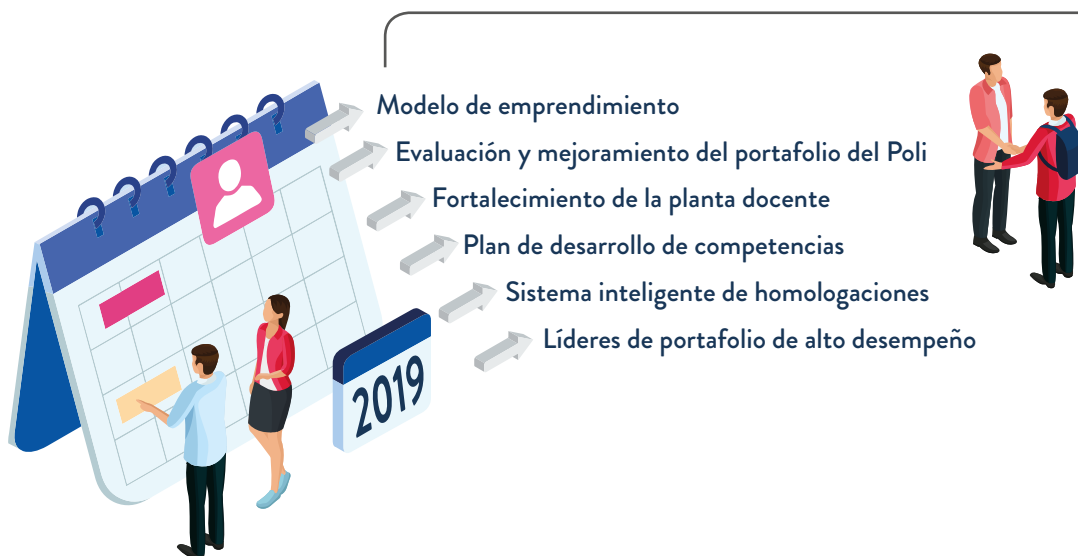 Modelo de emprendimiento
Evaluación y mejoramiento del portafolio del Poli
Fortalecimiento de la planta docente
Plan de desarrollo de competencias
Sistema inteligente de homologaciones
Líderes de portafolio de alto desempeño
2019